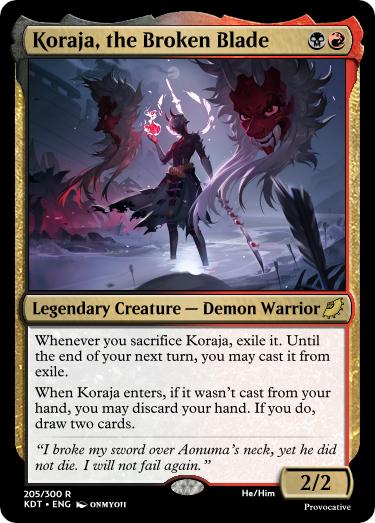 Koraja, the Broken Blade
Legendary Creature — Demon Warrior
Whenever you sacrifice Koraja, exile it. Until
the end of your next turn, you may cast it from
exile.
When Koraja enters, if it wasn't cast from your
hand, you may discard your hand. If you do,
draw two cards.
"I broke my sword over Aonuma's neck, yet he did
not die. I will not fail again."
2/2
205/300 R
He/Him
KDT • ENG ONMYOJI
Provocative